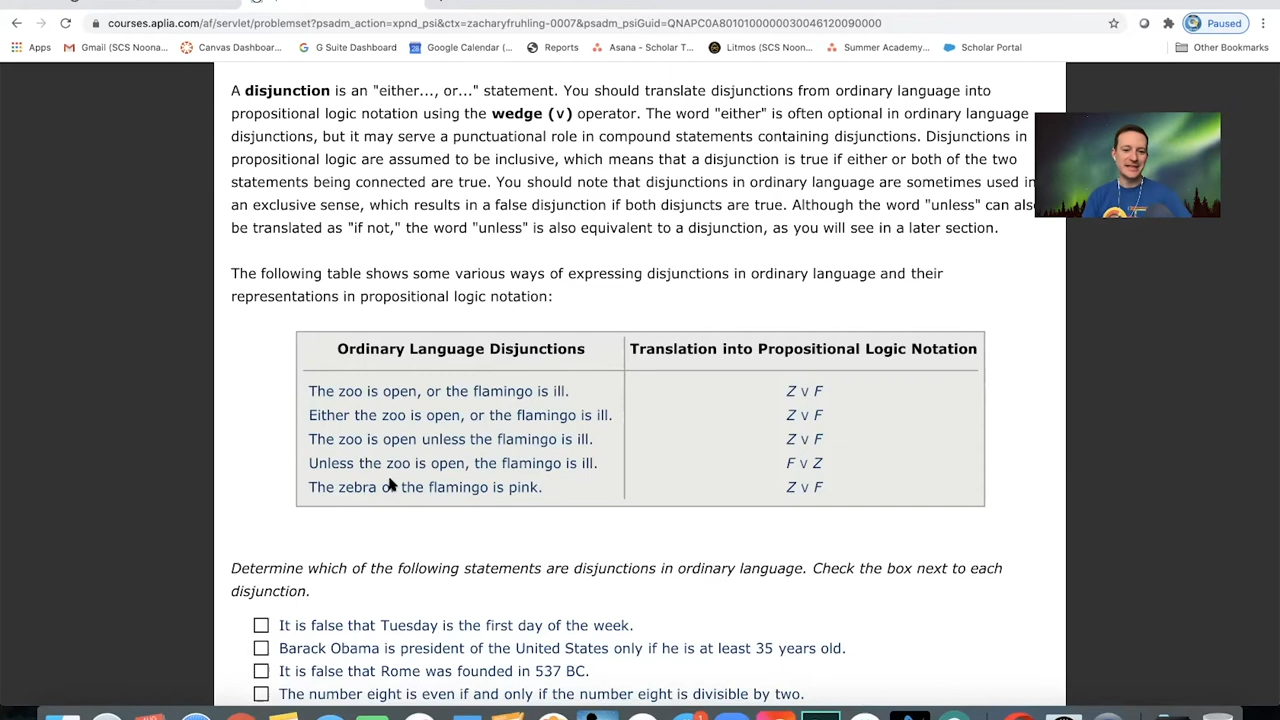 courses.aplia.com/af/servlet/problemset?psadm_action=xpnd_psi&ctx=zacharyfruhling-0007&psadm_psiGuid=QNAPC0A80101000000030046120090000
Paused
Apps Gmail (SCS Noona... Canvas Dashboar... G Suite Dashboard Google Calendar (... Reports Asana - Scholar T... Litmos (SCS Noon... Summer Academy... Scholar Portal Other Bookmarks
A disjunction is an "either..., or..." statement. You should translate disjunctions from ordinary language into
propositional logic notation using the wedge (v) operator. The word "either" is often optional in ordinary language
disjunctions, but it may serve a punctuational role in compound statements containing disjunctions. Disjunctions in
propositional logic are assumed to be inclusive, which means that a disjunction is true if either or both of the two
statements being connected are true. You should note that disjunctions in ordinary language are sometimes used in
an exclusive sense, which results in a false disjunction if both disjuncts are true. Although the word "unless" can
be translated as "if not," the word "unless" is also equivalent to a disjunction, as you will see in a later section.
The following table shows some various ways of expressing disjunctions in ordinary language and their
representations in propositional logic notation:
Ordinary Language Disjunctions Translation into Propositional Logic Notation
The zoo is open, or the flamingo is ill. Z v F
Either the zoo is open, or the flamingo is ill. Z v F
The zoo is open unless the flamingo is ill. Z v F
Unless the zoo is open, the flamingo is ill. F v Z
The zebra or the flamingo is pink. Z v F
Determine which of the following statements are disjunctions in ordinary language. Check the box next to each
disjunction.
It is false that Tuesday is the first day of the week.
Barack Obama is president of the United States only if he is at least 35 years old.
It is false that Rome was founded in 537 BC.
The number eight is even if and only if the number eight is divisible by two.